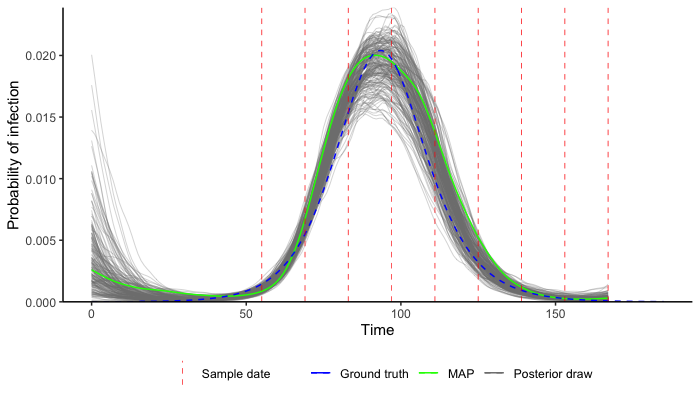 Probability of infection
0.020
0.015
0.010
0.005
0.000
0
50
100
150
Time
Sample date
Ground truth
MAP
Posterior draw